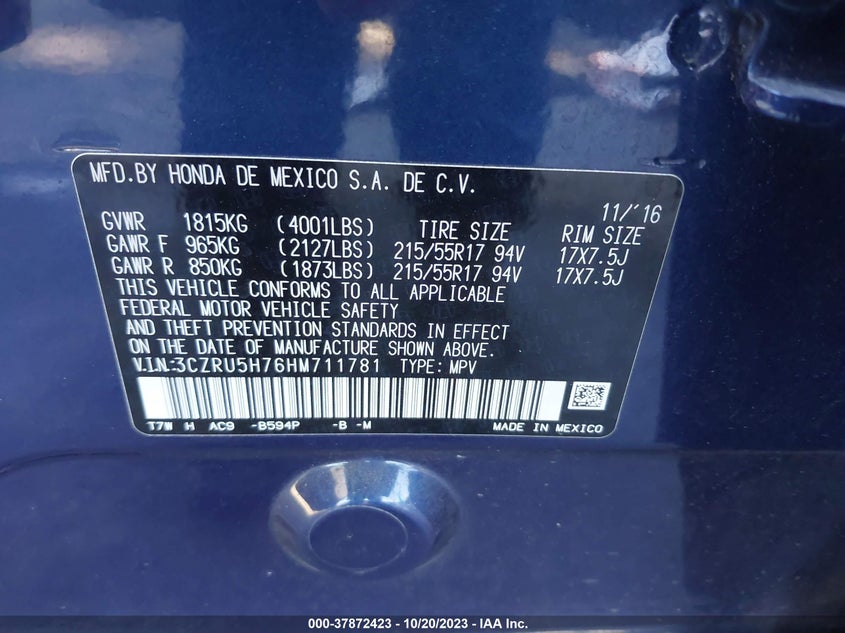 MFD.BY HONDA DE MEXICO S.A. DE C.V.
11/'16
GVWR 1815KG (4001LBS) TIRE SIZE RIM SIZE
GAWR F 965KG (2127LBS) 215/55R17 94V 17X7.5J
GAWR R 850KG (1873LBS) 215/55R17 94V 17X7.5J
THIS VEHICLE CONFORMS TO ALL APPLICABLE
FEDERAL MOTOR VEHICLE SAFETY
AND THEFT PREVENTION STANDARDS IN EFFECT
ON THE DATE OF MANUFACTURE SHOWN ABOVE.
V.I.N.:3CZRU5H76HM711781 TYPE: MPV
T7W H AC9 -B594P -B -M MADE IN MEXICO
000-37872423 - 10/20/2023 - IAA Inc.